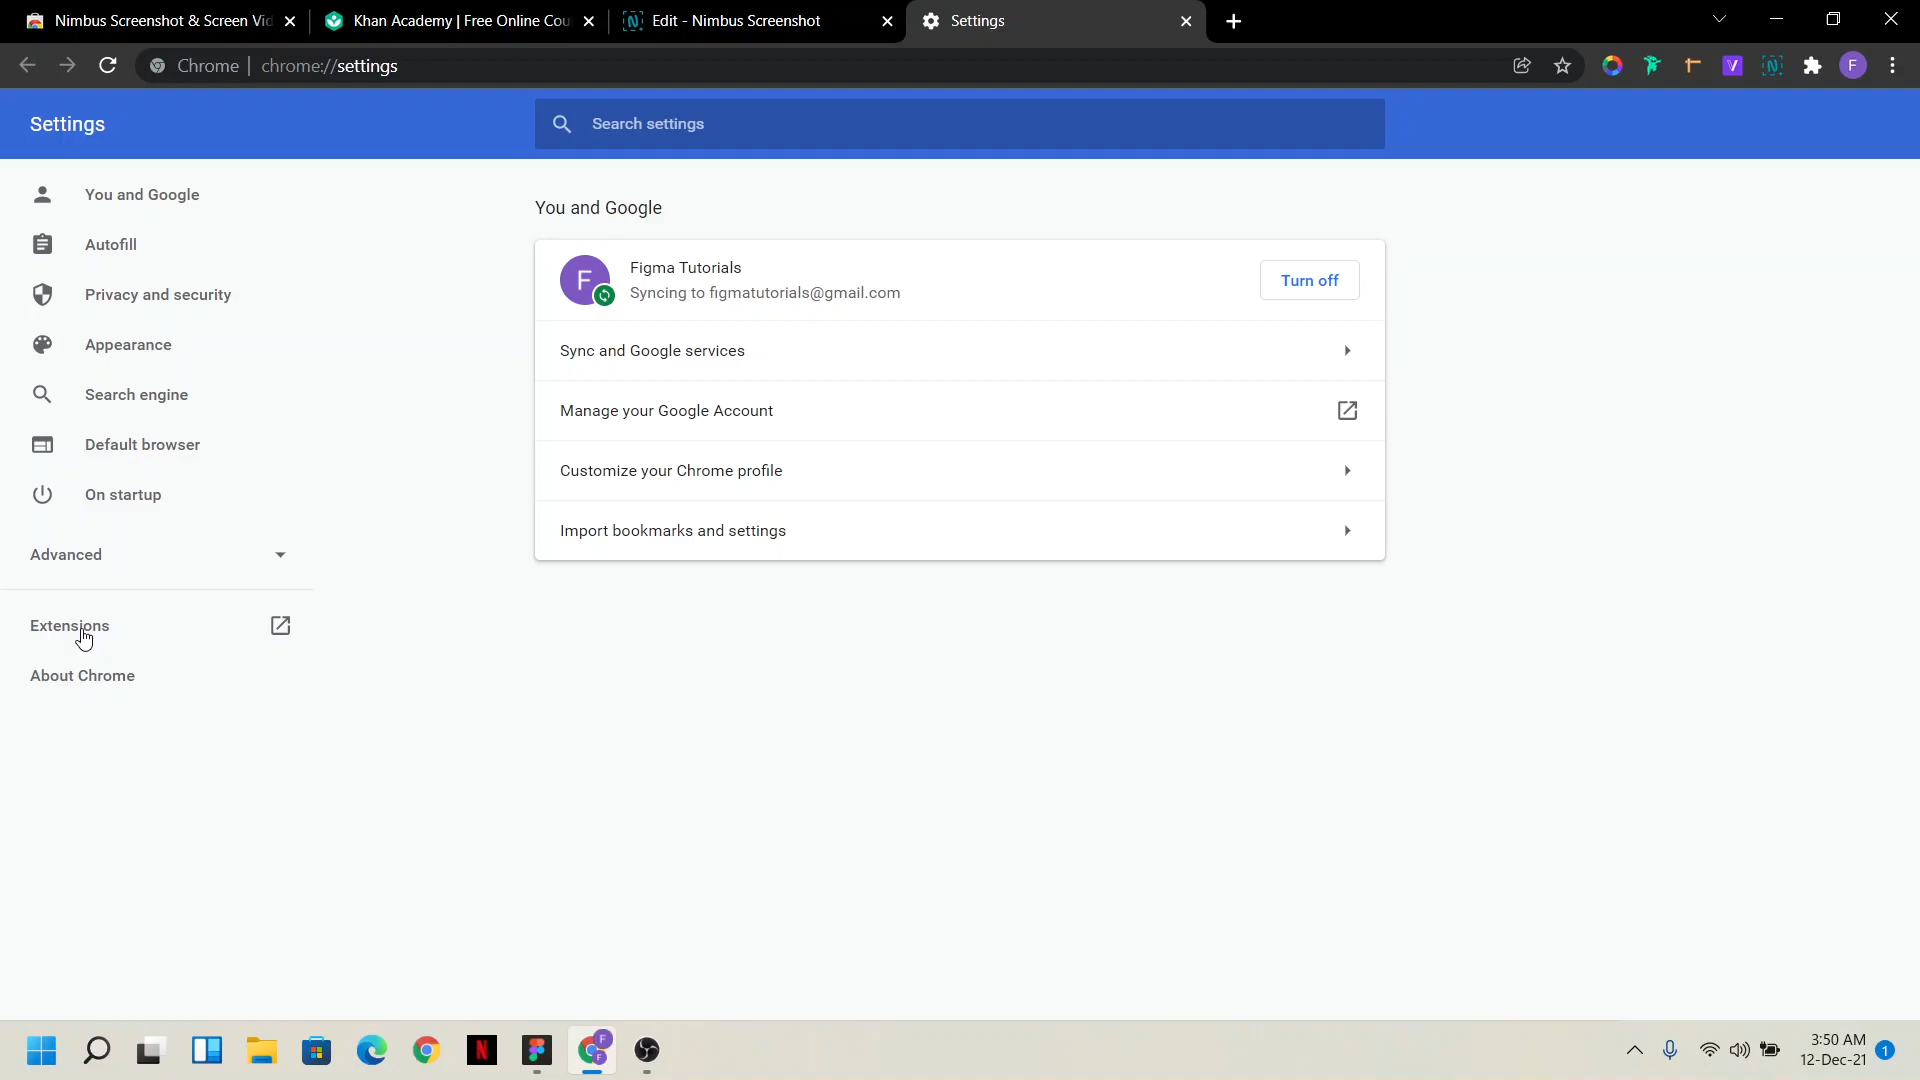 Nimbus Screenshot & Screen Vid
Khan Academy | Free Online Cou
Edit - Nimbus Screenshot
Settings
Chrome | chrome://settings
F
Settings
Search settings
You and Google
Autofill
Privacy and security
Appearance
Search engine
Default browser
On startup
Advanced
Extensions
About Chrome
You and Google
F
Figma Tutorials
Syncing to figmatutorials@gmail.com
Turn off
Sync and Google services
Manage your Google Account
Customize your Chrome profile
Import bookmarks and settings
3:50 AM
12-Dec-21
1